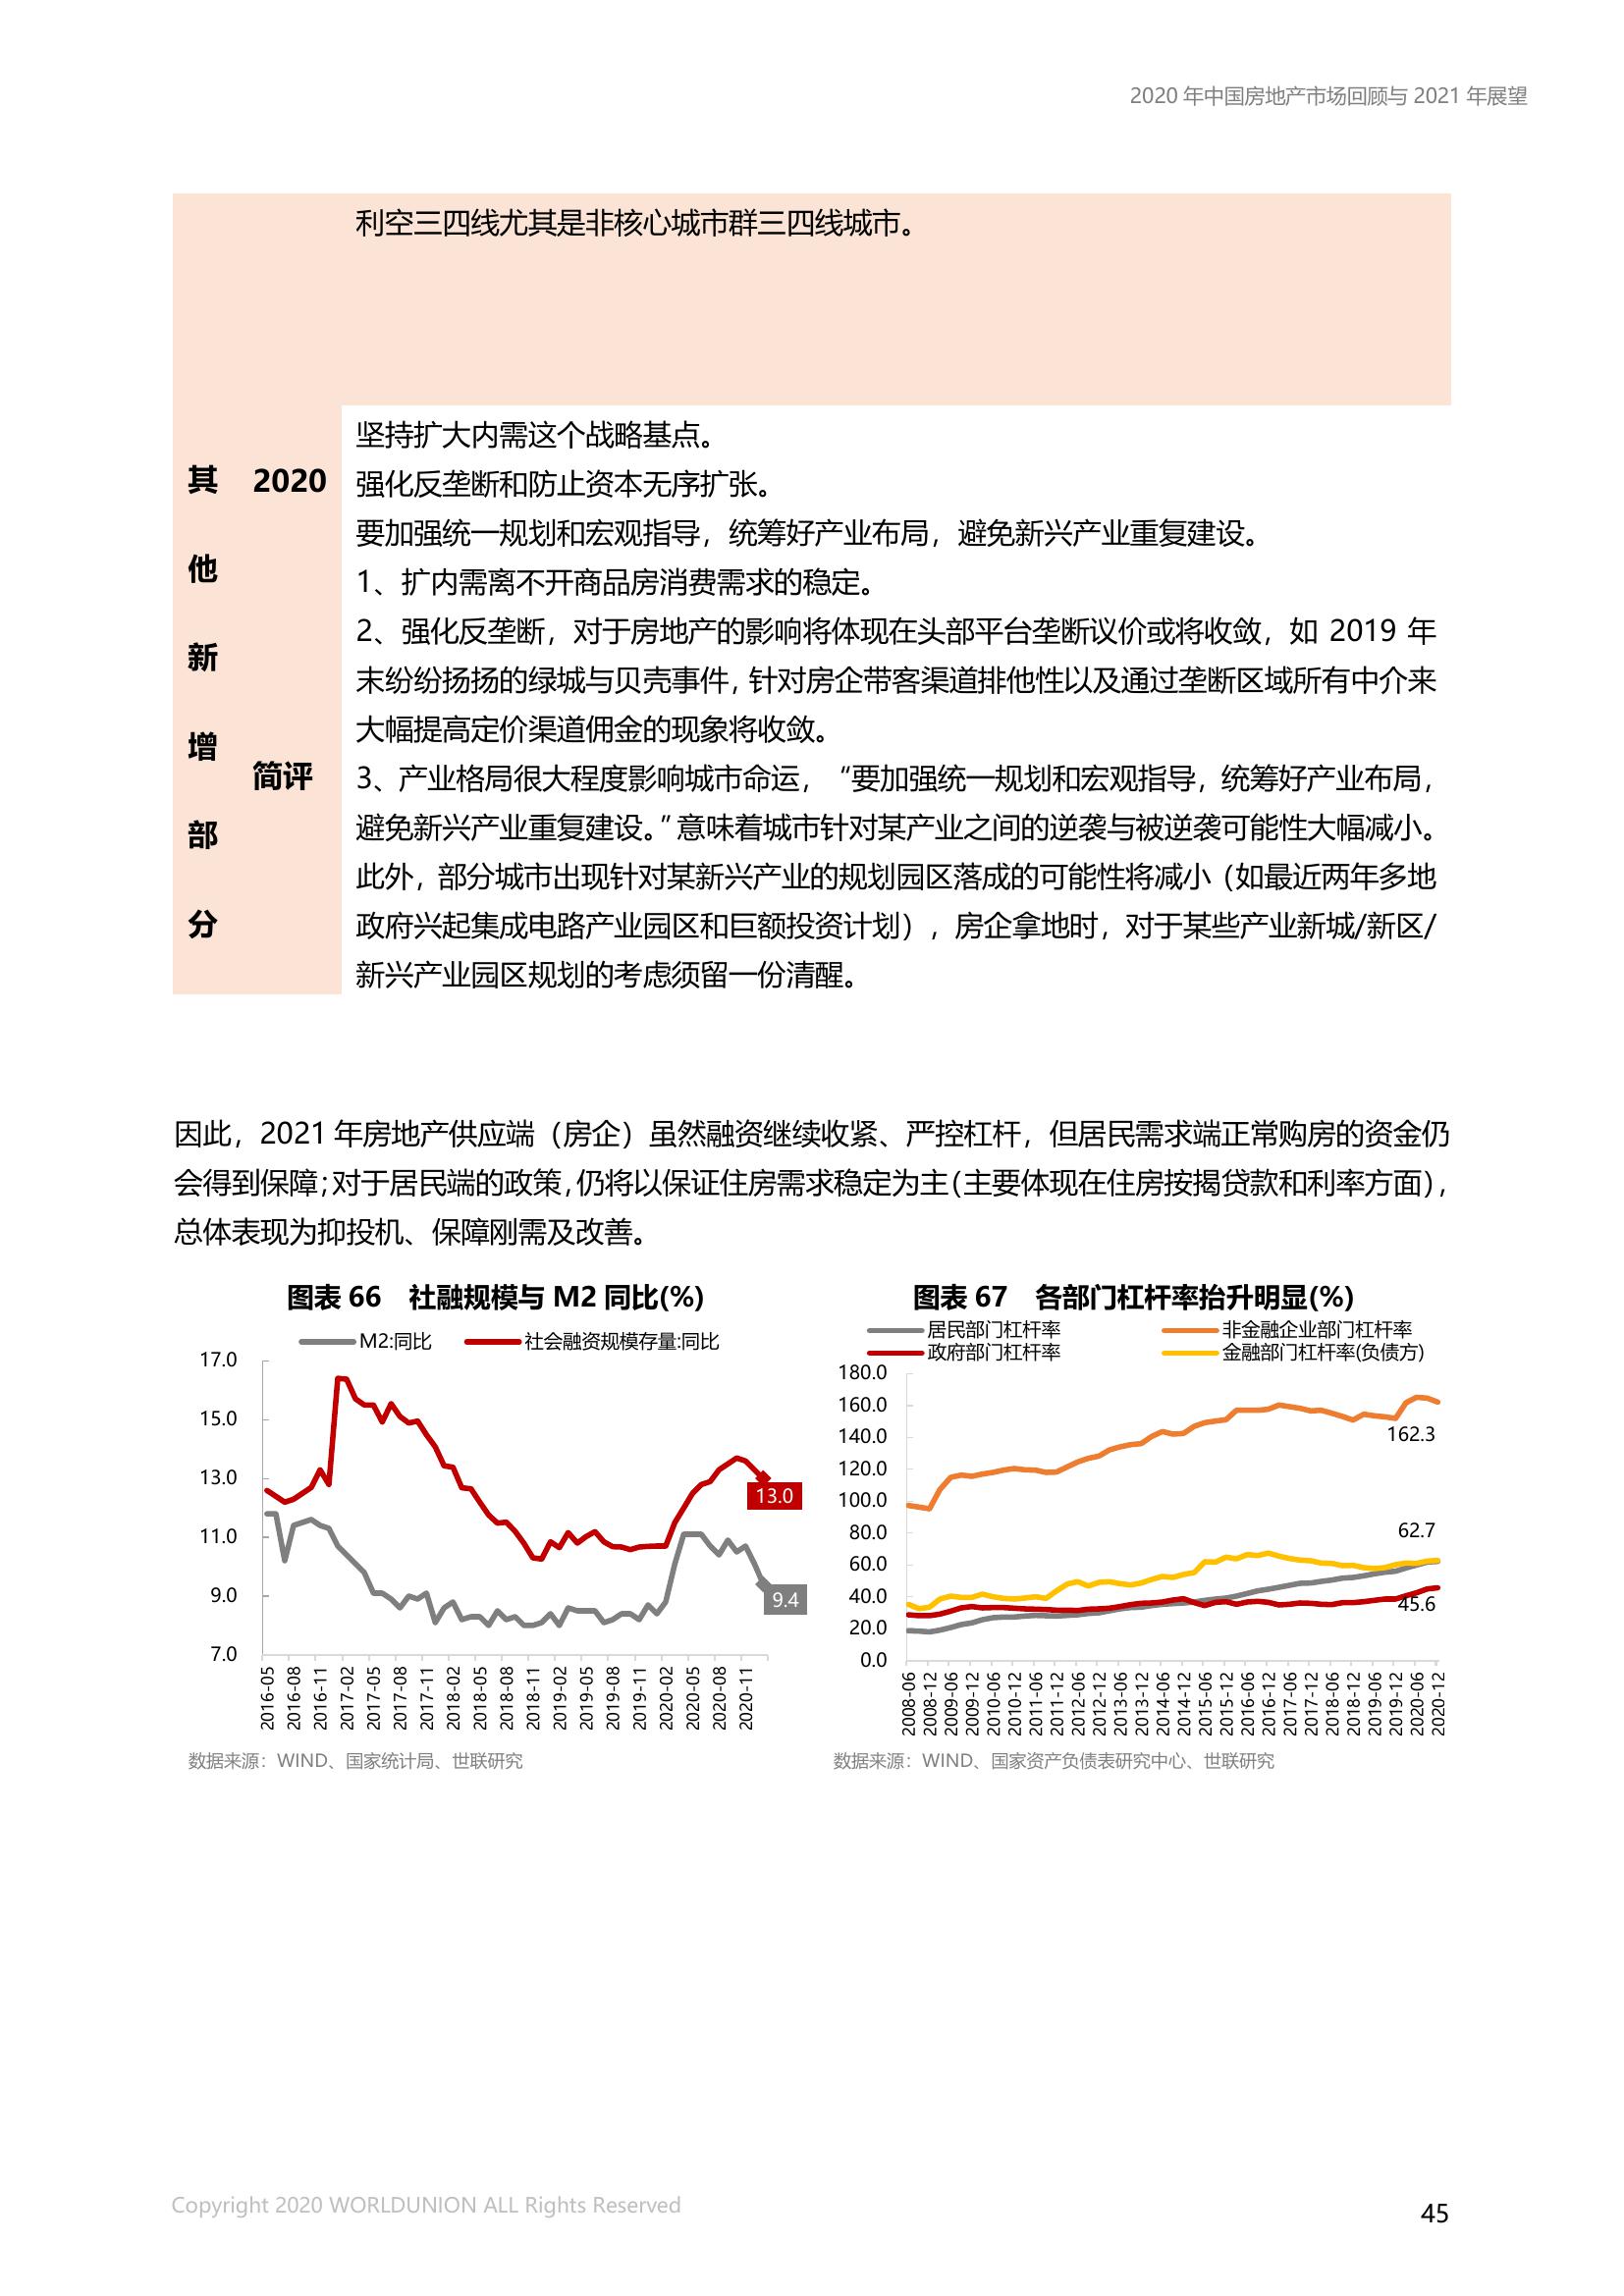 2020 年中国房地产市场回顾与 2021 年展望
利空三四线尤其是非核心城市群三四线城市。
其他新增部分
2020
坚持扩大内需这个战略基点。
强化反垄断和防止资本无序扩张。
要加强统一规划和宏观指导，统筹好产业布局，避免新兴产业重复建设。
简评
1、扩内需离不开商品房消费需求的稳定。
2、强化反垄断，对于房地产的影响将体现在头部平台垄断议价或将收敛，如 2019 年
末纷纷扬扬的绿城与贝壳事件，针对房企带客渠道排他性以及通过垄断区域所有中介来
大幅提高定价渠道佣金的现象将收敛。
3、产业格局很大程度影响城市命运，“要加强统一规划和宏观指导，统筹好产业布局，
避免新兴产业重复建设。”意味着城市针对某产业之间的逆袭与被逆袭可能性大幅减小。
此外，部分城市出现针对某新兴产业的规划园区落成的可能性将减小（如最近两年多地
政府兴起集成电路产业园区和巨额投资计划），房企拿地时，对于某些产业新城/新区/
新兴产业园区规划的考虑须留一份清醒。
因此，2021 年房地产供应端（房企）虽然融资继续收紧、严控杠杆，但居民需求端正常购房的资金仍
会得到保障；对于居民端的政策，仍将以保证住房需求稳定为主（主要体现在住房按揭贷款和利率方面），
总体表现为抑投机、保障刚需及改善。
图表 66 社融规模与 M2 同比(%)
M2:同比 社会融资规模存量:同比
17.0
15.0
13.0
11.0
9.0
7.0
13.0
9.4
2016-05 2016-08 2016-11 2017-02 2017-05 2017-08 2017-11 2018-02 2018-05 2018-08 2018-11 2019-02 2019-05 2019-08 2019-11 2020-02 2020-05 2020-08 2020-11
数据来源：WIND、国家统计局、世联研究
图表 67 各部门杠杆率抬升明显(%)
居民部门杠杆率 非金融企业部门杠杆率
政府部门杠杆率 金融部门杠杆率(负债方)
180.0
160.0
140.0
120.0
100.0
80.0
60.0
40.0
20.0
0.0
162.3
62.7
45.6
2008-06 2008-12 2009-06 2009-12 2010-06 2010-12 2011-06 2011-12 2012-06 2012-12 2013-06 2013-12 2014-06 2014-12 2015-06 2015-12 2016-06 2016-12 2017-06 2017-12 2018-06 2018-12 2019-06 2019-12 2020-06 2020-12
数据来源：WIND、国家资产负债表研究中心、世联研究
Copyright 2020 WORLDUNION ALL Rights Reserved
45